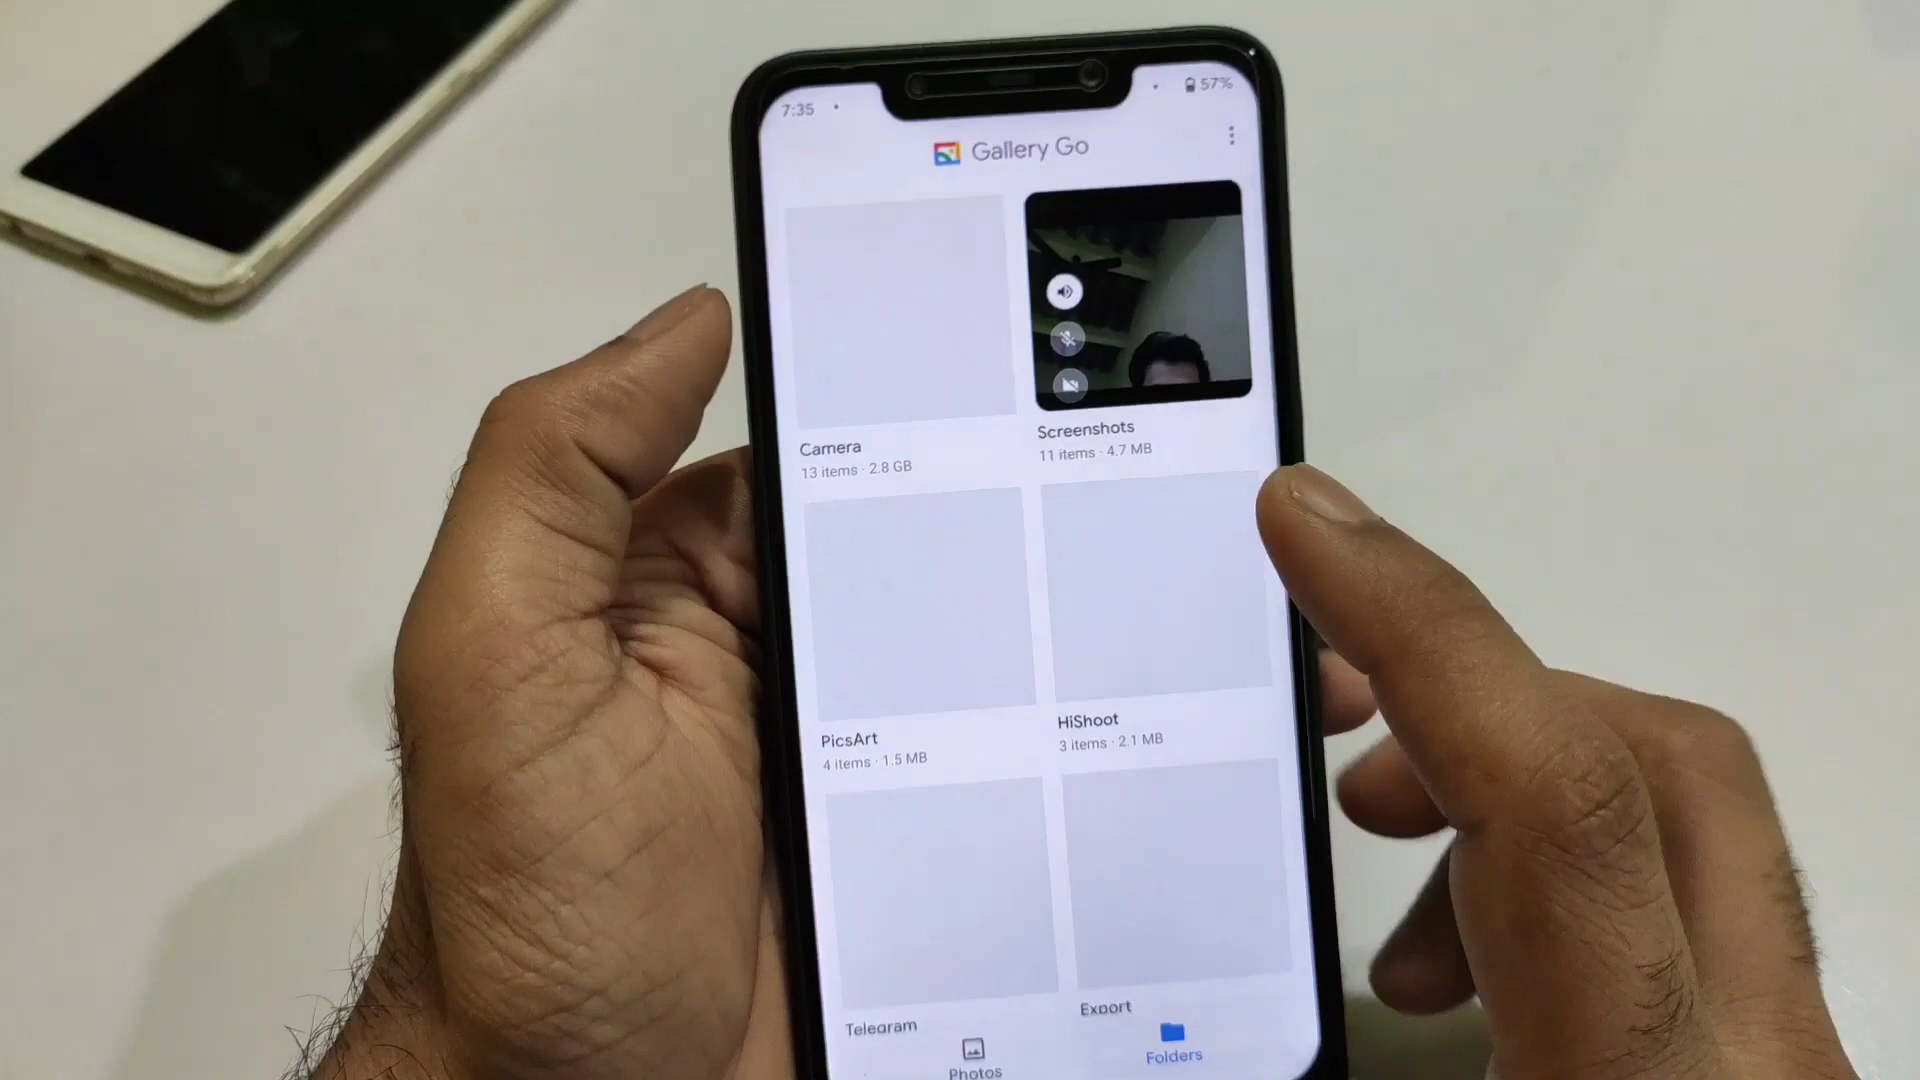 7:35
57%
Gallery Go
Camera
13 items · 2.8 GB
Screenshots
11 items · 4.7 MB
PicsArt
4 items · 1.5 MB
HiShoot
3 items · 2.1 MB
Telegram
Export
Photos
Folders